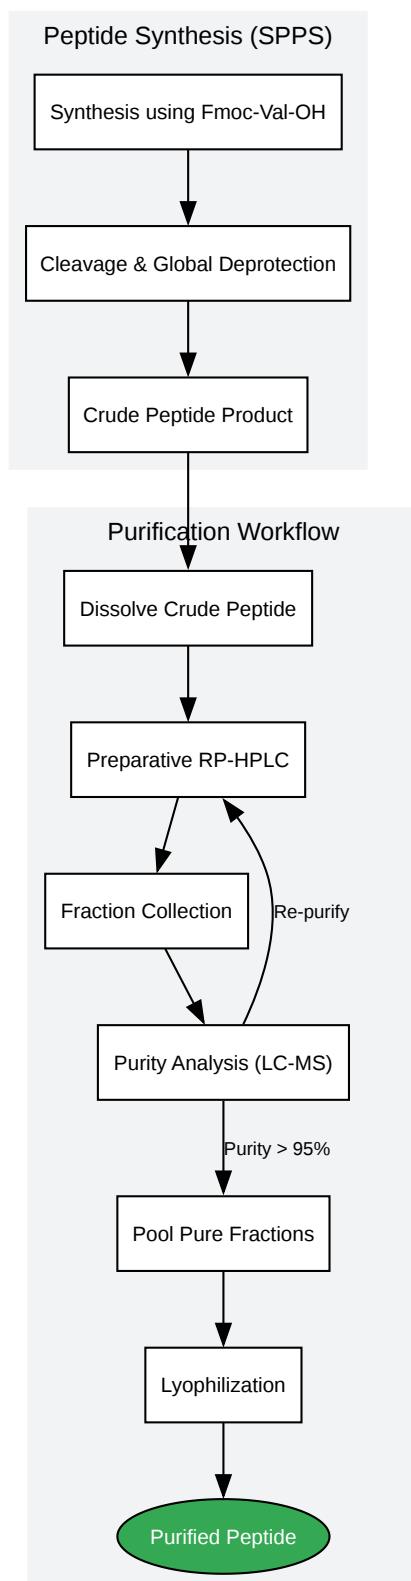 Peptide Synthesis (SPPS)
Synthesis using Fmoc-Val-OH
Cleavage & Global Deprotection
Crude Peptide Product
Purification Workflow
Dissolve Crude Peptide
Preparative RP-HPLC
Fraction Collection
Re-purify
Purity Analysis (LC-MS)
Purity > 95%
Pool Pure Fractions
Lyophilization
Purified Peptide